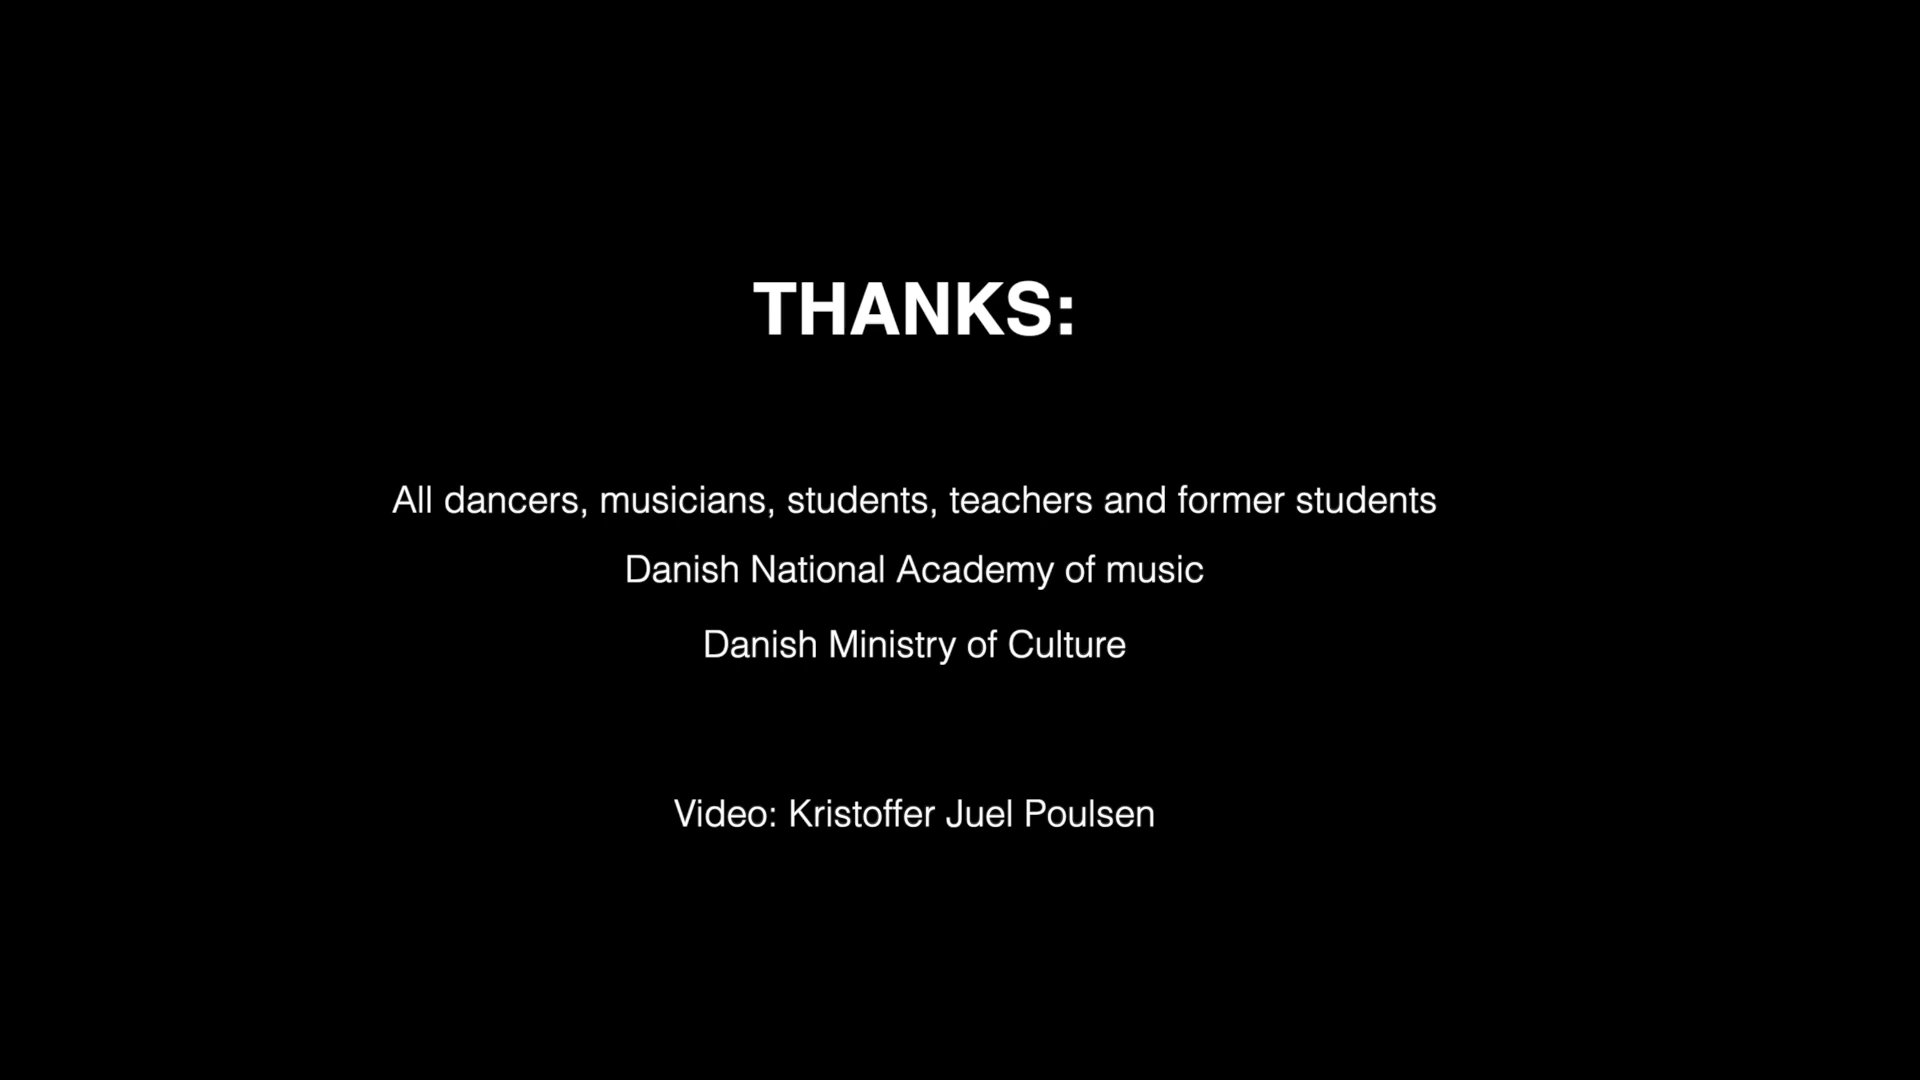 THANKS:
All dancers, musicians, students, teachers and former students
Danish National Academy of music
Danish Ministry of Culture
Video: Kristoffer Juel Poulsen